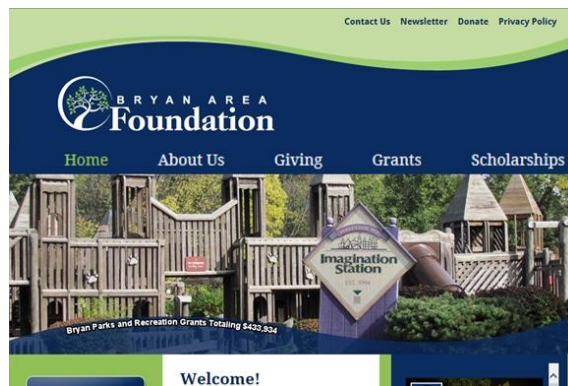 Contact Us Newsletter Donate Privacy Policy
BRYAN AREA
Foundation
Home About Us Giving Grants Scholarships
Imagination
Station
EST. 1994
Bryan Parks and Recreation Grants Totaling $433,934
Welcome!